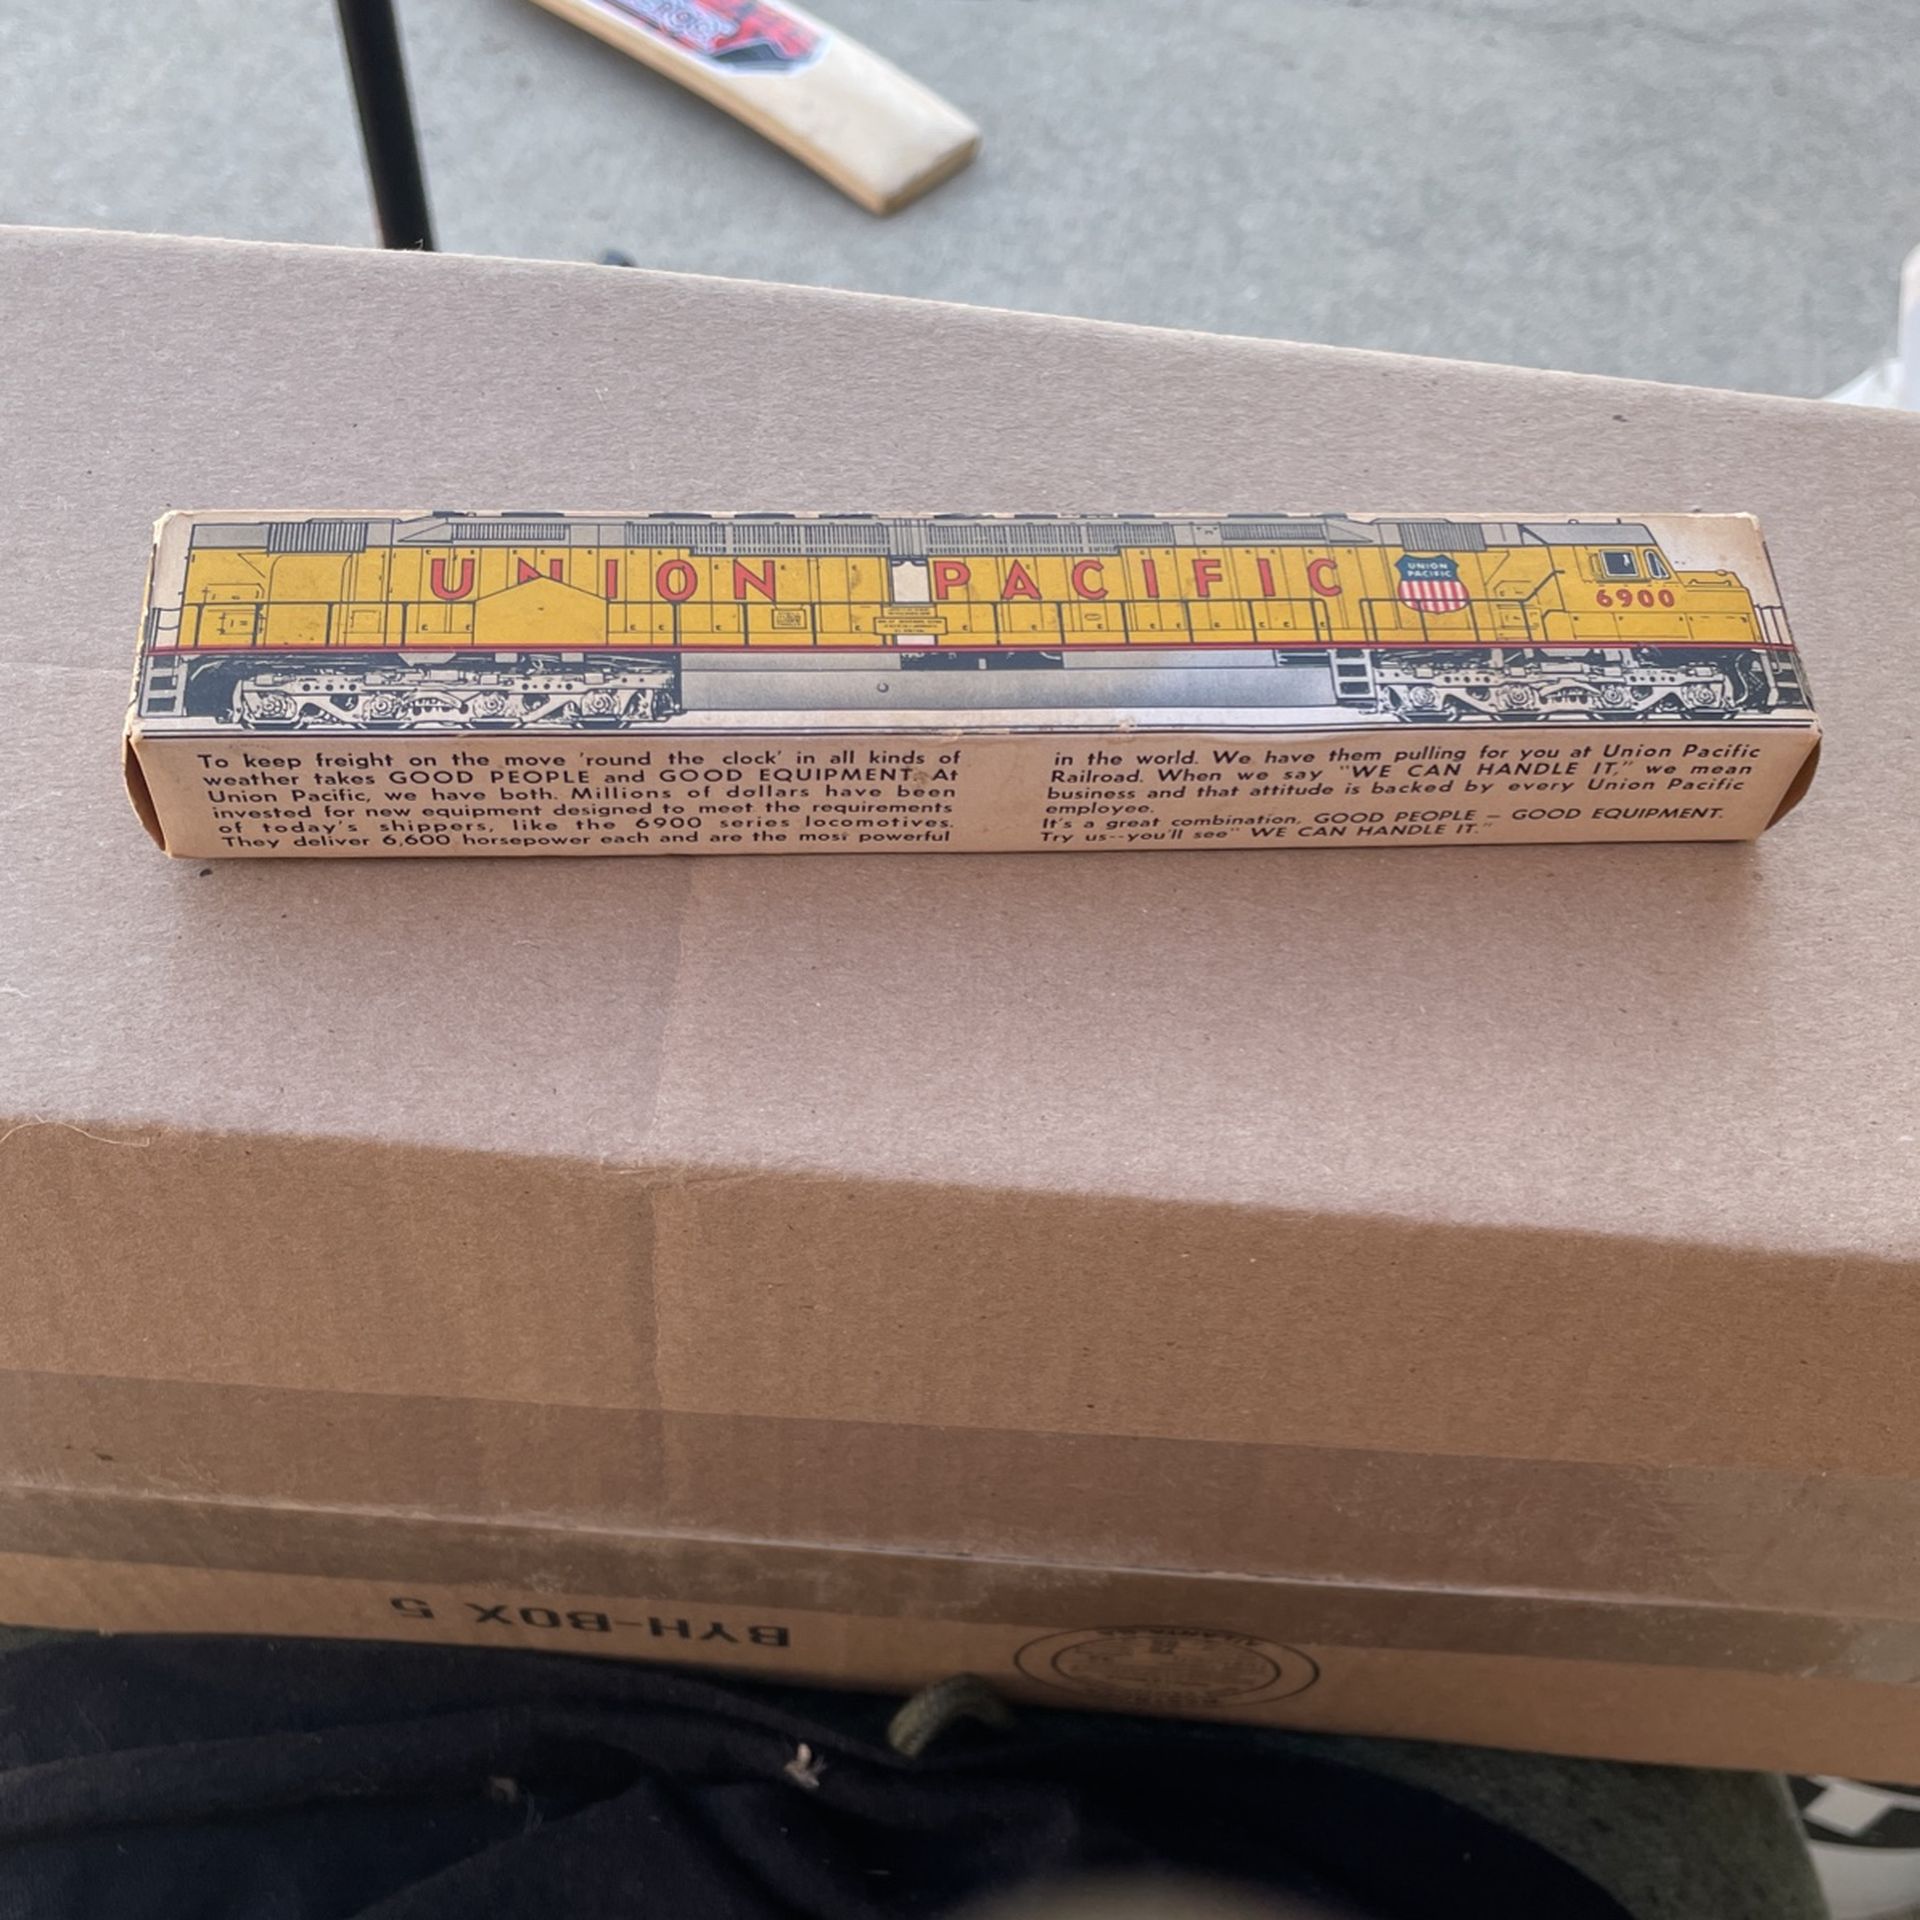 UNION PACIFIC
UNION
PACIFIC
6900
To keep freight on the move 'round the clock' in all kinds of
weather takes GOOD PEOPLE and GOOD EQUIPMENT. At
Union Pacific, we have both. Millions of dollars have been
invested for new equipment designed to meet the requirements
of today's shippers, like the 6900 series locomotives.
They deliver 6,600 horsepower each and are the most powerful
in the world. We have them pulling for you at Union Pacific
Railroad. When we say "WE CAN HANDLE IT," we mean
business and that attitude is backed by every Union Pacific
employee.
It's a great combination, GOOD PEOPLE — GOOD EQUIPMENT.
Try us--you'll see" WE CAN HANDLE IT."
BYH-BOX 5